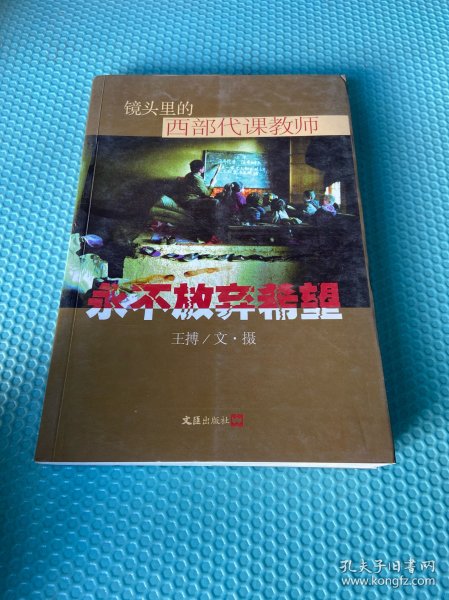 镜头里的
西部代课教师
永不放弃希望
王搏/文·摄
文匯出版社
孔夫子旧书网
www.kongfz.com